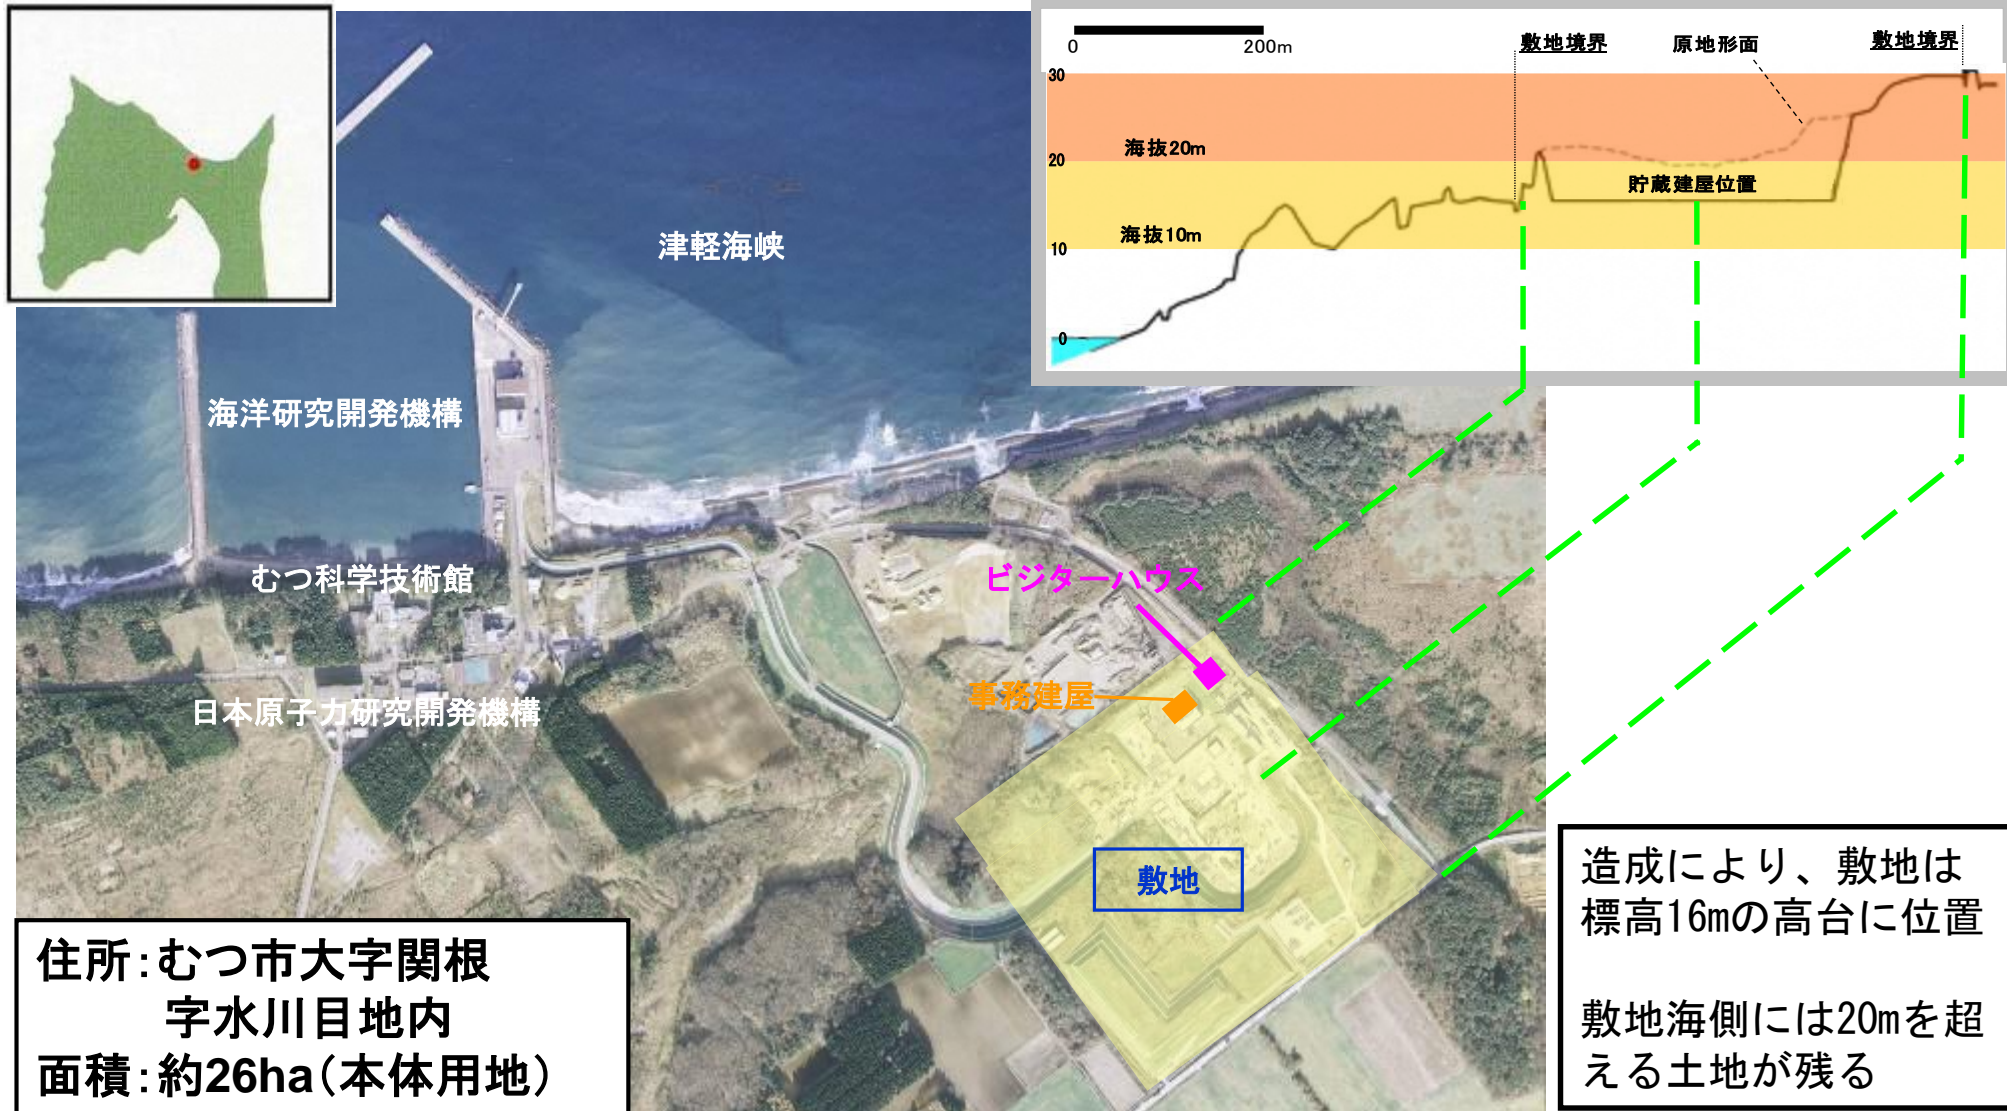 0
200m
敷地境界
原地形面
敷地境界
30
海抜20m
20
貯蔵建屋位置
海抜10m
10
0
津軽海峡
海洋研究開発機構
むつ科学技術館
ビジターハウス
事務建屋
日本原子力研究開発機構
敷地
住所:むつ市大字関根
字水川目地内
面積:約26ha(本体用地)
造成により、敷地は
標高16mの高台に位置
敷地海側には20mを超
える土地が残る